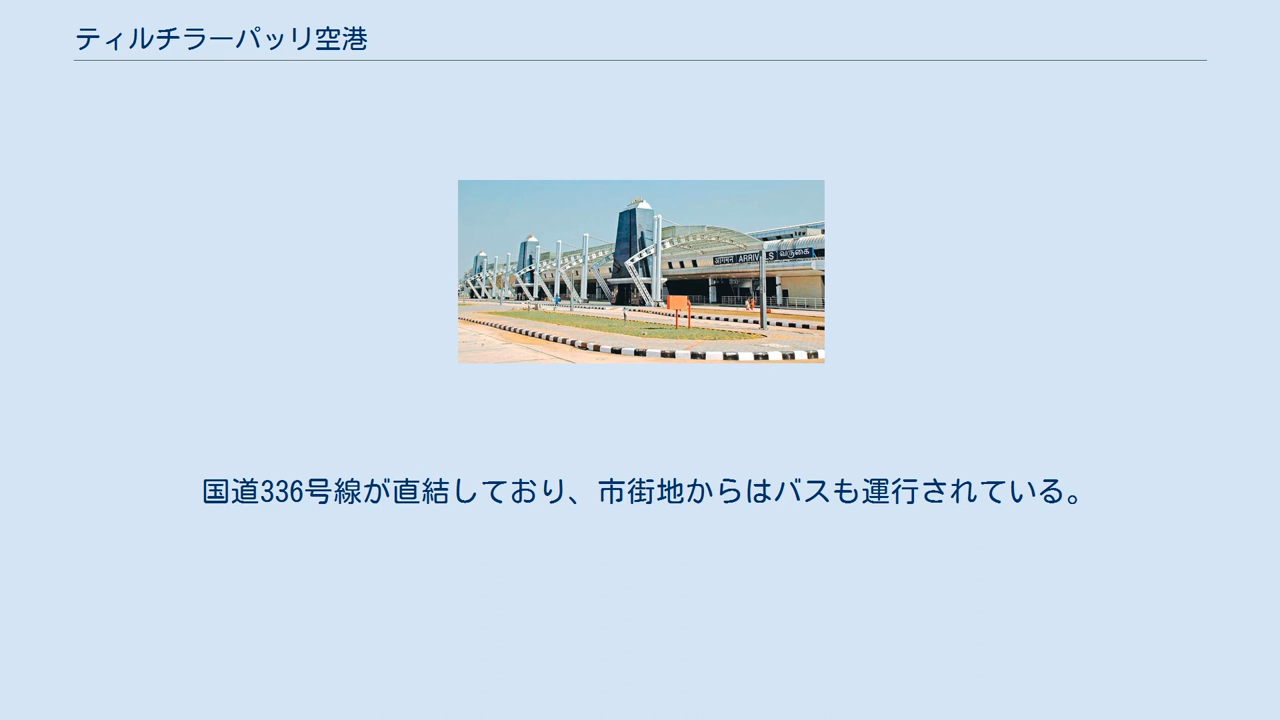 ティルチラーパッリ空港
आगमन ARRIVALS வருகை
国道336号線が直結しており、市街地からはバスも運行されている。